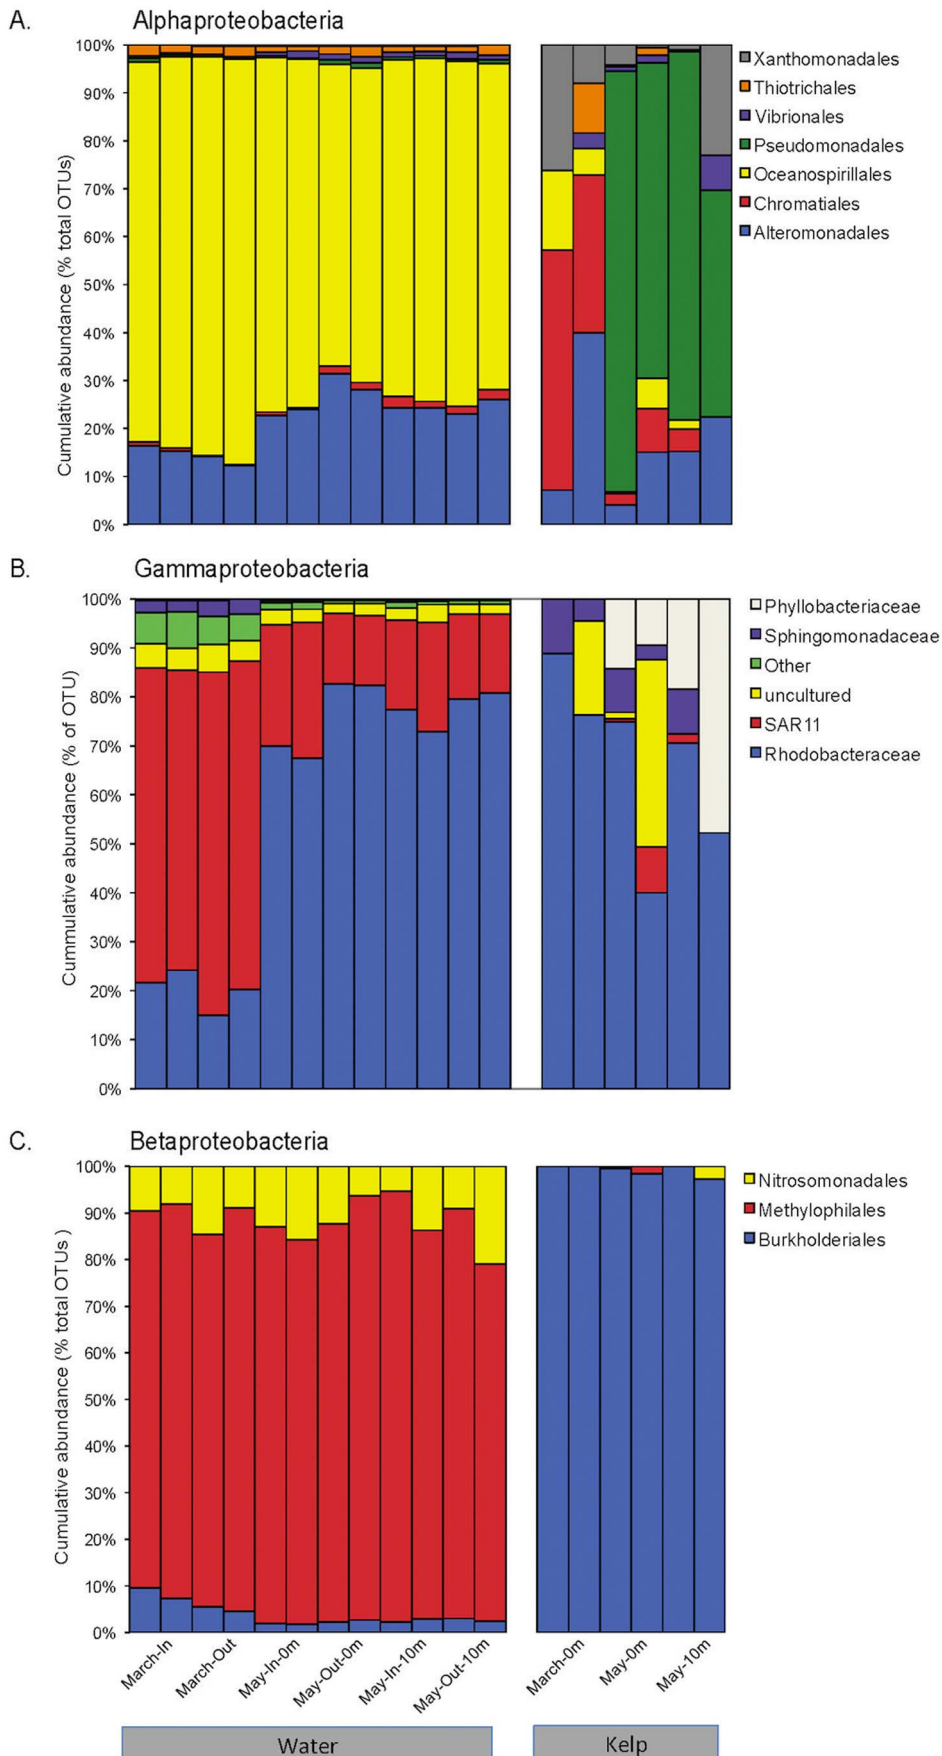 A. Alphaproteobacteria
Cumulative abundance (% total OTUs)
100%
90%
80%
70%
60%
50%
40%
30%
20%
10%
0%
Xanthomonadales
Thiotrichales
Vibrionales
Pseudomonadales
Oceanospirillales
Chromatiales
Alteromonadales
B. Gammaproteobacteria
Cummulative abundance (% of OTU)
100%
90%
80%
70%
60%
50%
40%
30%
20%
10%
0%
Phyllobacteriaceae
Sphingomonadaceae
Other
uncultured
SAR11
Rhodobacteraceae
C. Betaproteobacteria
Cumulative abundance (% total OTUs )
100%
90%
80%
70%
60%
50%
40%
30%
20%
10%
0%
Nitrosomonadales
Methylophilales
Burkholderiales
March-In
March-Out
May-In-0m
May-Out-0m
May-In-10m
May-Out-10m
March-0m
May-0m
May-10m
Water
Kelp